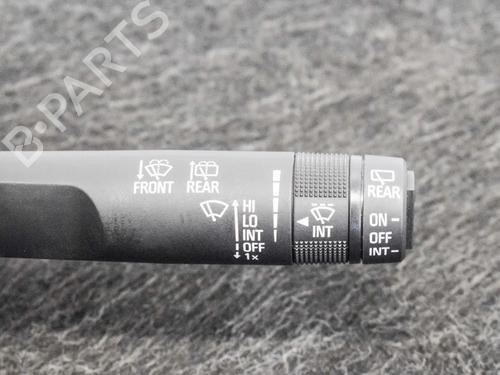 B-PARTS
FRONT REAR
HI
LO
INT
OFF
1x
INT
REAR
ON
OFF
INT